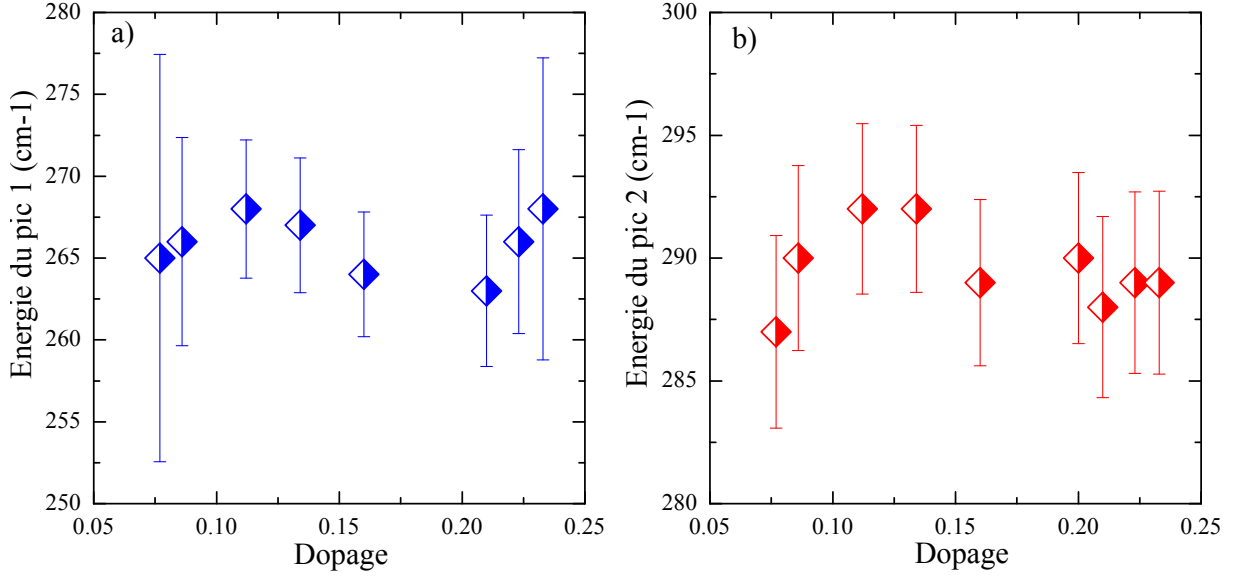 a)
Energie du pic 1 (cm-1)
280
275
270
265
260
255
250
0.05 0.10 0.15 0.20 0.25
Dopage
b)
Energie du pic 2 (cm-1)
300
295
290
285
280
0.05 0.10 0.15 0.20 0.25
Dopage